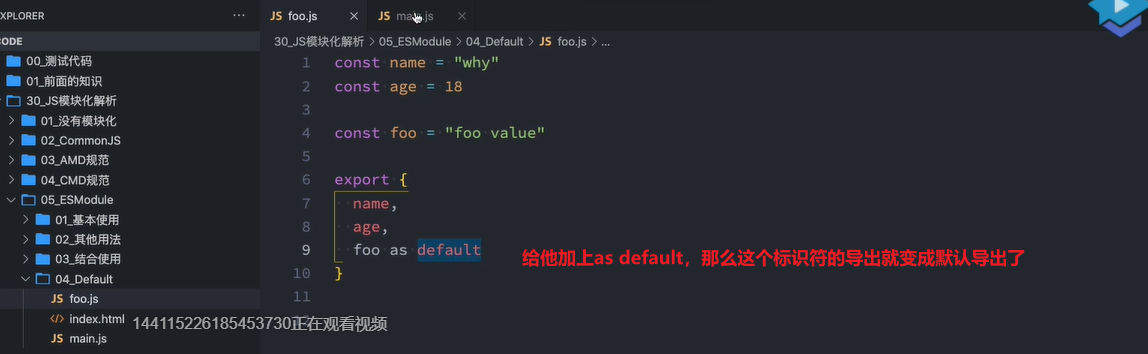 XPLORER
···
JS foo.js
JS main.js
CODE
30_JS模块化解析 > 05_ESModule > 04_Default > JS foo.js > ...
00_测试代码
01_前面的知识
30_JS模块化解析
01_没有模块化
02_CommonJS
03_AMD规范
04_CMD规范
05_ESModule
01_基本使用
02_其他用法
03_结合使用
04_Default
JS foo.js
<> index.html
JS main.js
1 const name = "why"
2 const age = 18
3
4 const foo = "foo value"
5
6 export {
7 name,
8 age,
9 foo as default
10 }
11
给他加上as default，那么这个标识符的导出就变成默认导出了
144115226185453730正在观看视频